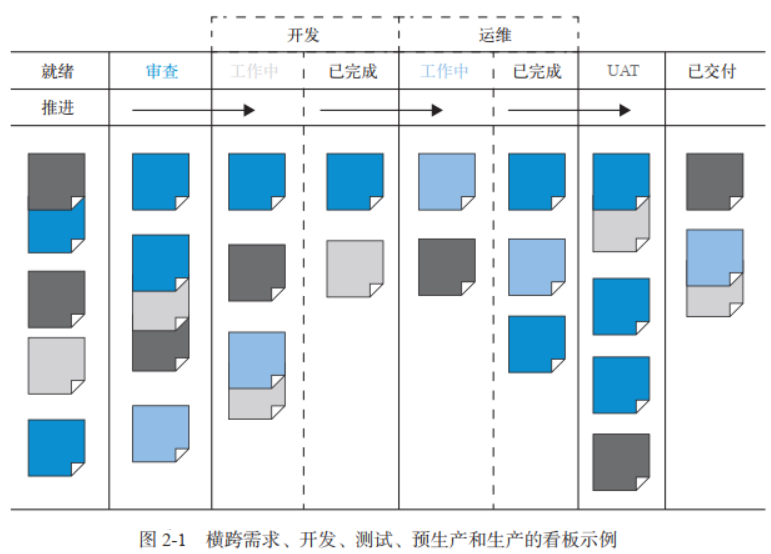 开发 运维
就绪 审查 工作中 已完成 工作中 已完成 UAT 已交付
推进
图 2-1 横跨需求、开发、测试、预生产和生产的看板示例